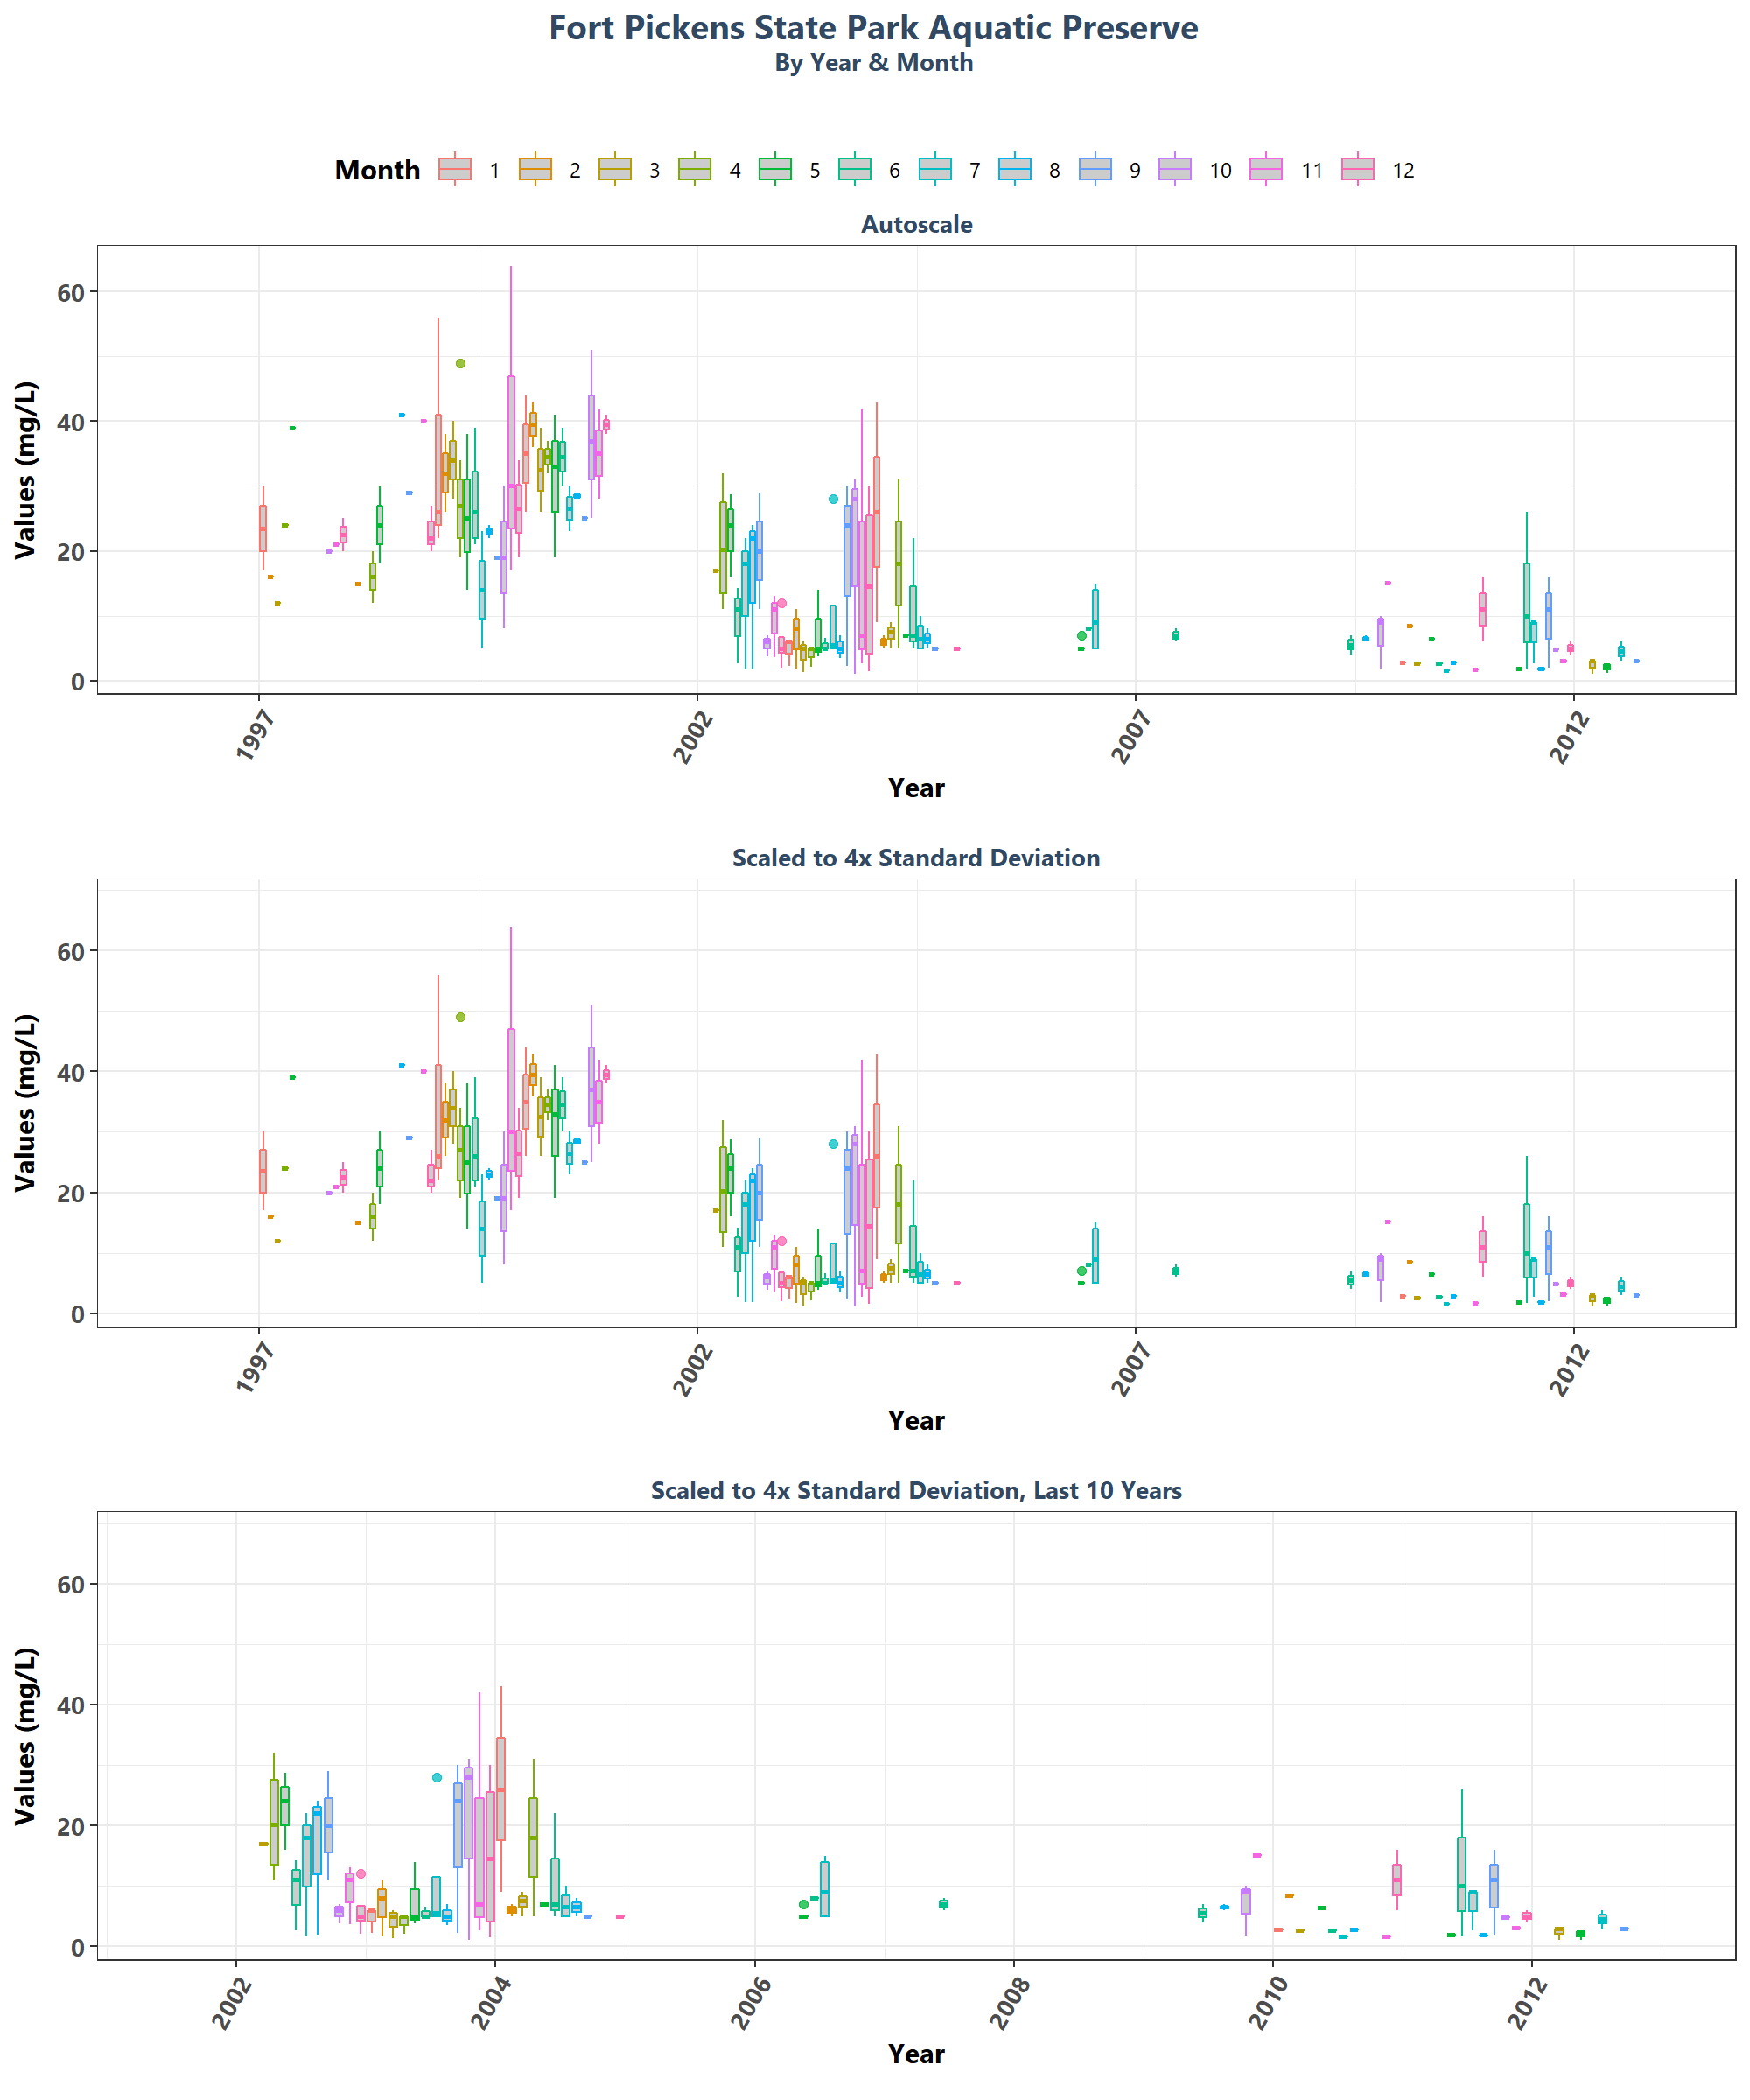 Fort Pickens State Park Aquatic Preserve
By Year & Month
Month 1 2 3 4 5 6 7 8 9 10 11 12
Autoscale
Values (mg/L)
60
40
20
0
1997 2002 2007 2012
Year
Scaled to 4x Standard Deviation
Values (mg/L)
60
40
20
0
1997 2002 2007 2012
Year
Scaled to 4x Standard Deviation, Last 10 Years
Values (mg/L)
60
40
20
0
2002 2004 2006 2008 2010 2012
Year